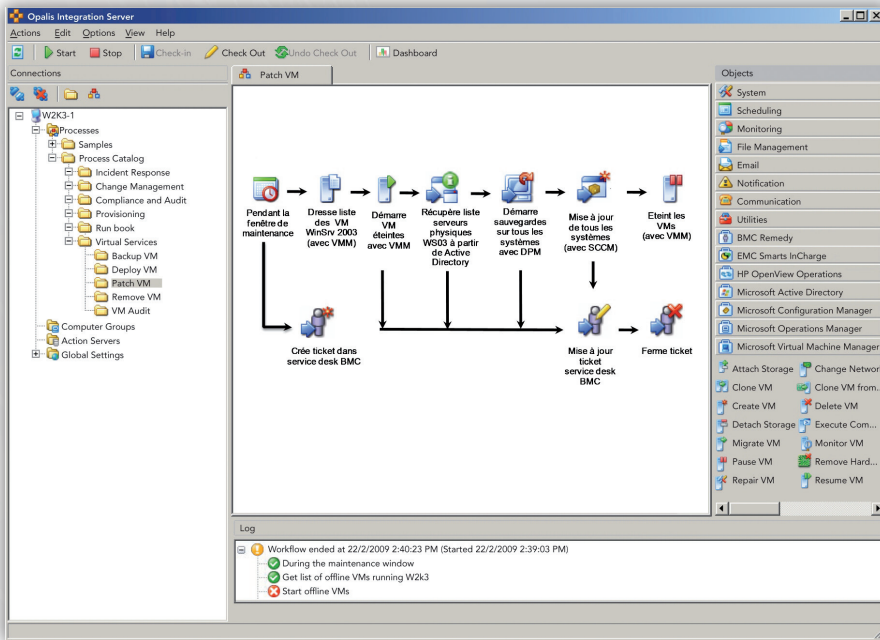 Opalis Integration Server
Actions Edit Options View Help
Start Stop Check-in Check Out Undo Check Out Dashboard
Connections
W2K3-1
Processes
Samples
Process Catalog
Incident Response
Change Management
Compliance and Audit
Provisioning
Run book
Virtual Services
Backup VM
Deploy VM
Patch VM
Remove VM
VM Audit
Computer Groups
Action Servers
Global Settings
Patch VM
Pendant la
fenêtre de
maintenance
Dresse liste
des VM
WinSrv 2003
(avec VMM)
Démarre
VM
éteintes
avec VMM
Récupère liste
serveurs
physiques
WS03 à partir
de Active
Directory
Démarre
sauvegardes
sur tous les
systèmes
avec DPM
Mise à jour
de tous les
systèmes
(avec SCCM)
Eteint les
VMs
(avec VMM)
Crée ticket dans
service desk BMC
Mise à jour
ticket
service desk
BMC
Ferme ticket
Objects
System
Scheduling
Monitoring
File Management
Email
Notification
Communication
Utilities
BMC Remedy
EMC Smarts InCharge
HP OpenView Operations
Microsoft Active Directory
Microsoft Configuration Manager
Microsoft Operations Manager
Microsoft Virtual Machine Manager
Attach Storage Change Networ
Clone VM Clone VM from...
Create VM Delete VM
Detach Storage Execute Com...
Migrate VM Monitor VM
Pause VM Remove Hard...
Repair VM Resume VM
Log
Workflow ended at 22/2/2009 2:40:23 PM (Started 22/2/2009 2:39:03 PM)
During the maintenance window
Get list of offline VMs running W2k3
Start offline VMs